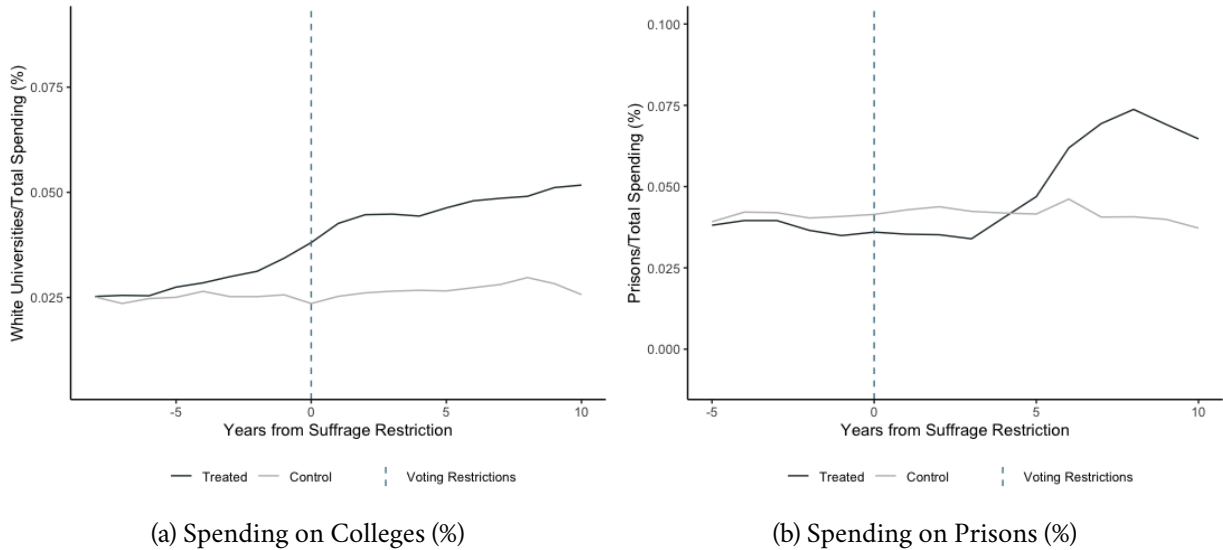 White Universities/Total Spending (%)
0.075
0.050
0.025
-5
0
5
10
Years from Suffrage Restriction
Treated
Control
Voting Restrictions
(a) Spending on Colleges (%)
Prisons/Total Spending (%)
0.100
0.075
0.050
0.025
0.000
-5
0
5
10
Years from Suffrage Restriction
Treated
Control
Voting Restrictions
(b) Spending on Prisons (%)